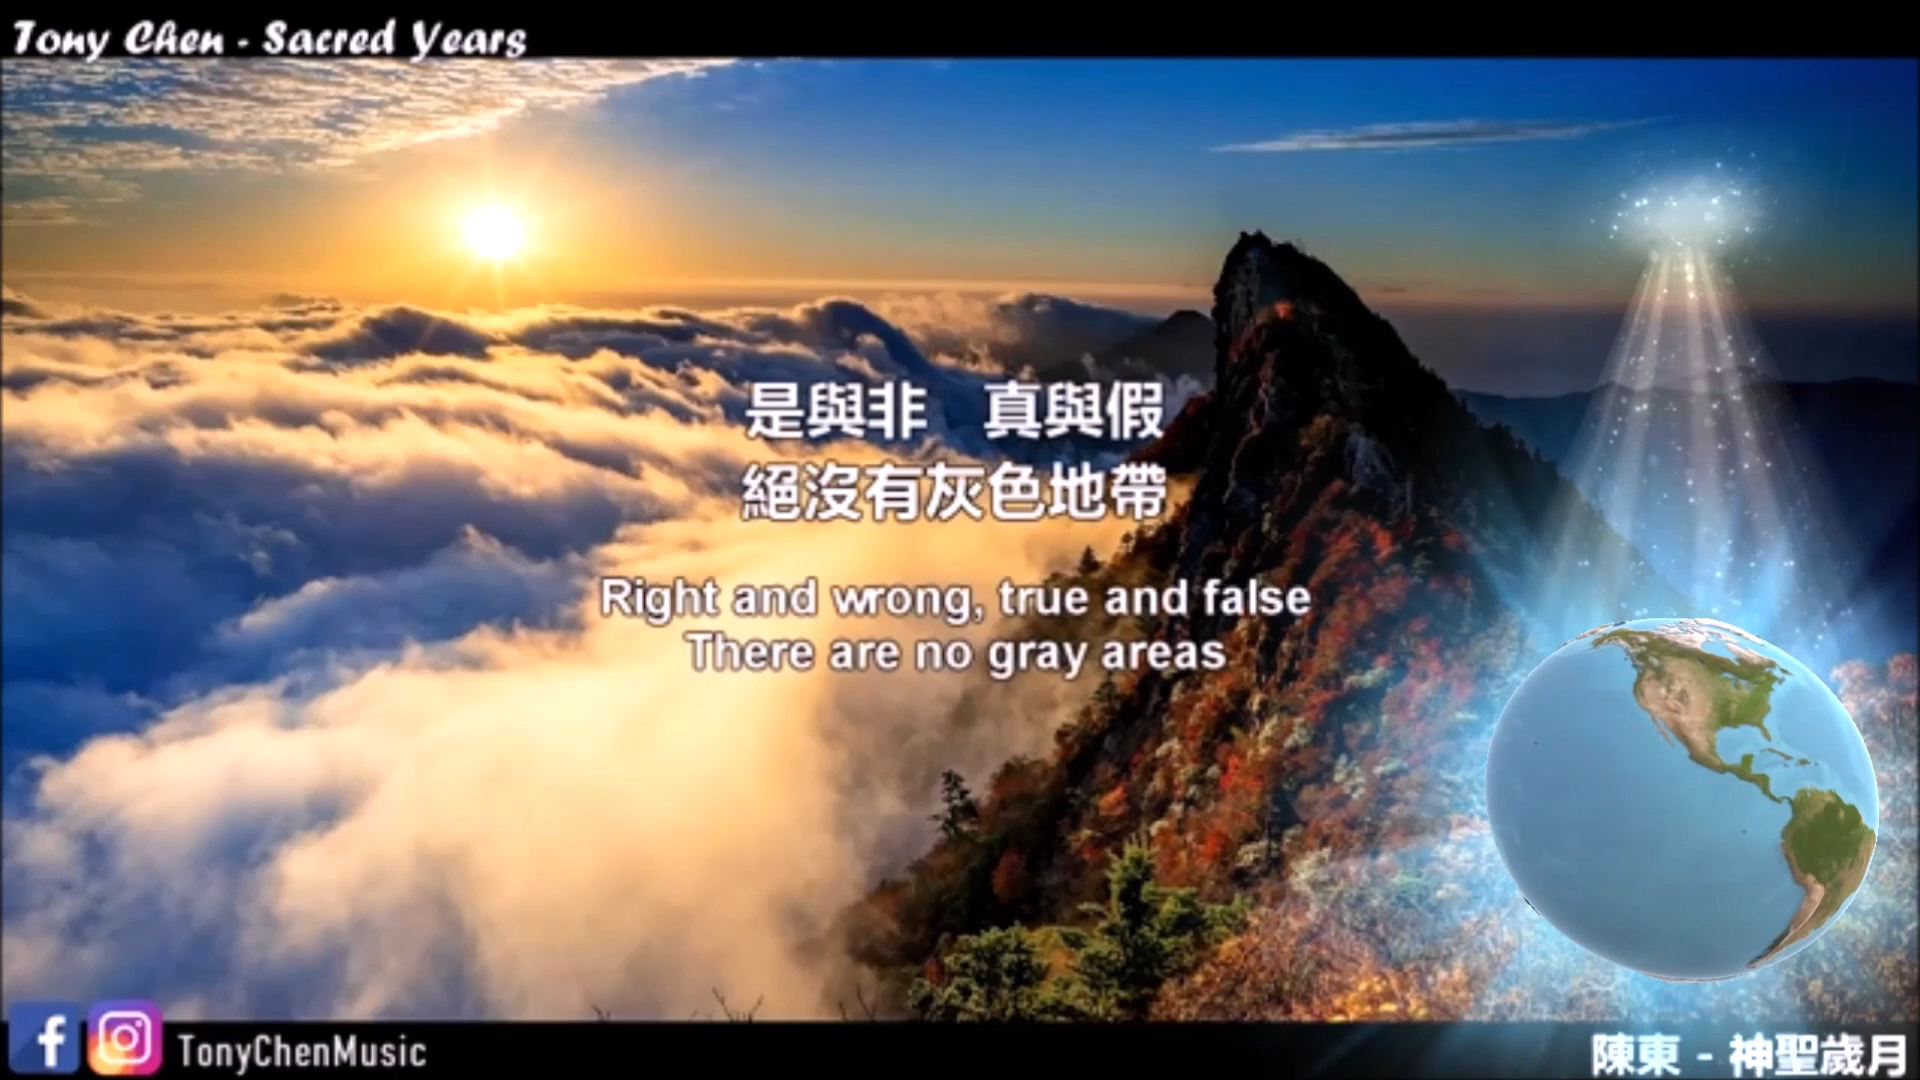 Tony Chen - Sacred Years
是與非　真與假
絕沒有灰色地帶
Right and wrong, true and false
There are no gray areas
TonyChenMusic
陳東 - 神聖歲月